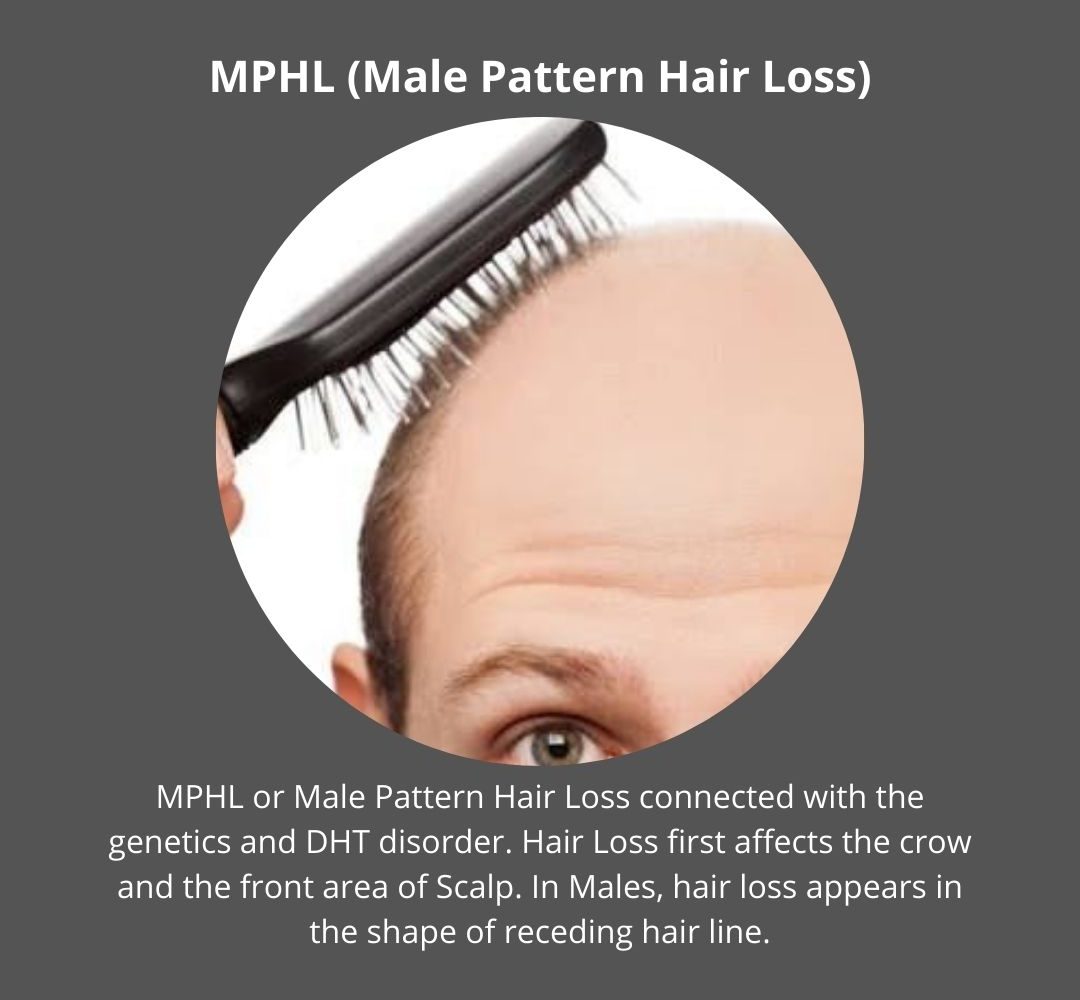 MPHL (Male Pattern Hair Loss)
MPHL or Male Pattern Hair Loss connected with the
genetics and DHT disorder. Hair Loss first affects the crow
and the front area of Scalp. In Males, hair loss appears in
the shape of receding hair line.